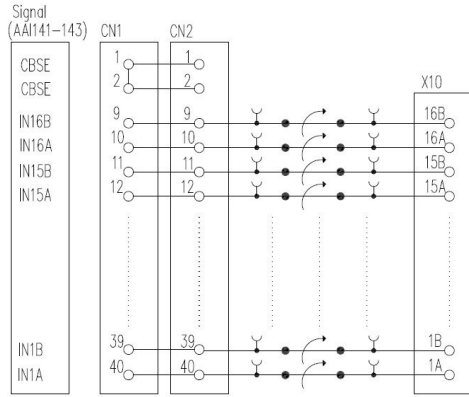 Signal
(AAI141-143) CN1 CN2
CBSE 1 1
CBSE 2 2
X10
IN16B 9 9 16B
IN16A 10 10 16A
IN15B 11 11 15B
IN15A 12 12 15A
IN1B 39 39 1B
IN1A 40 40 1A